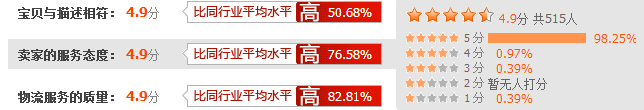 宝贝与描述相符：4.9分 比同行业平均水平 高 50.68%
卖家的服务态度：4.9分 比同行业平均水平 高 76.58%
物流服务的质量：4.9分 比同行业平均水平 高 82.81%
4.9分 共515人
5分 98.25%
4分 0.97%
3分 0.39%
2分 暂无人打分
1分 0.39%